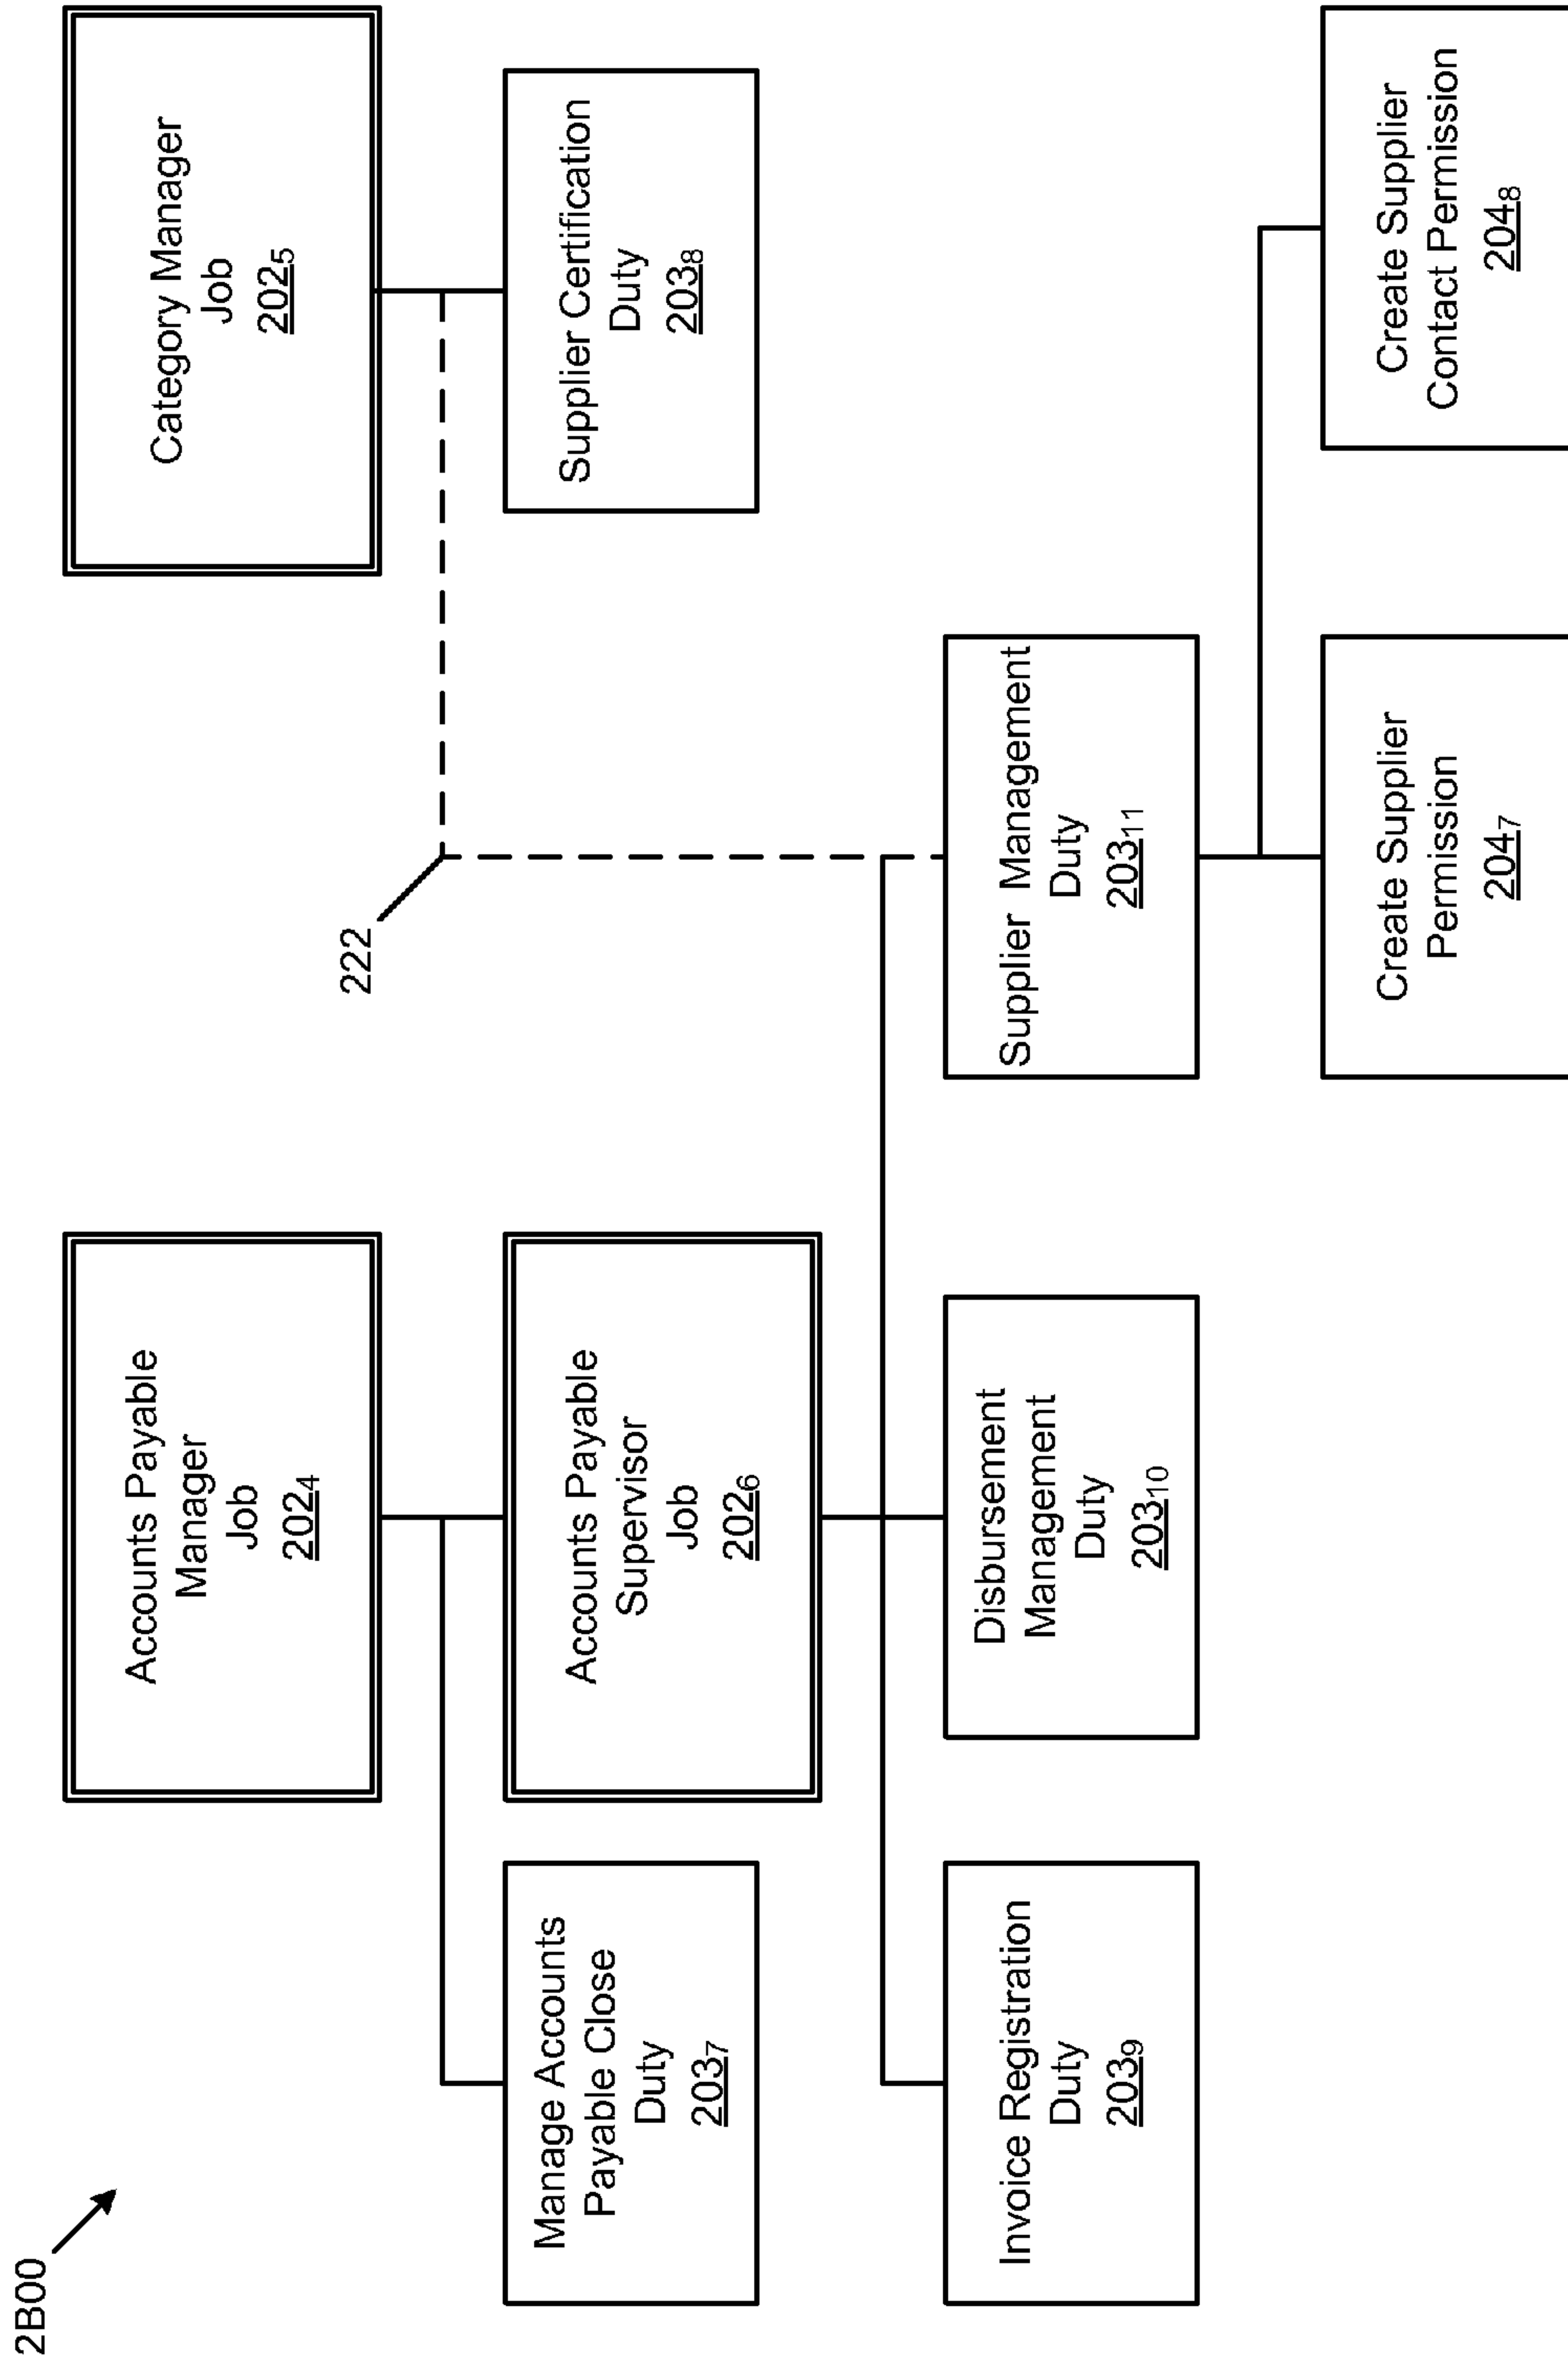 2B00
Accounts Payable
Manager
Job
202₄
Category Manager
Job
202₅
222
Manage Accounts
Payable Close
Duty
203₇
Accounts Payable
Supervisor
Job
202₆
Supplier Certification
Duty
203₈
Invoice Registration
Duty
203₉
Disbursement
Management
Duty
203₁₀
Supplier Management
Duty
203₁₁
Create Supplier
Permission
204₇
Create Supplier
Contact Permission
204₈